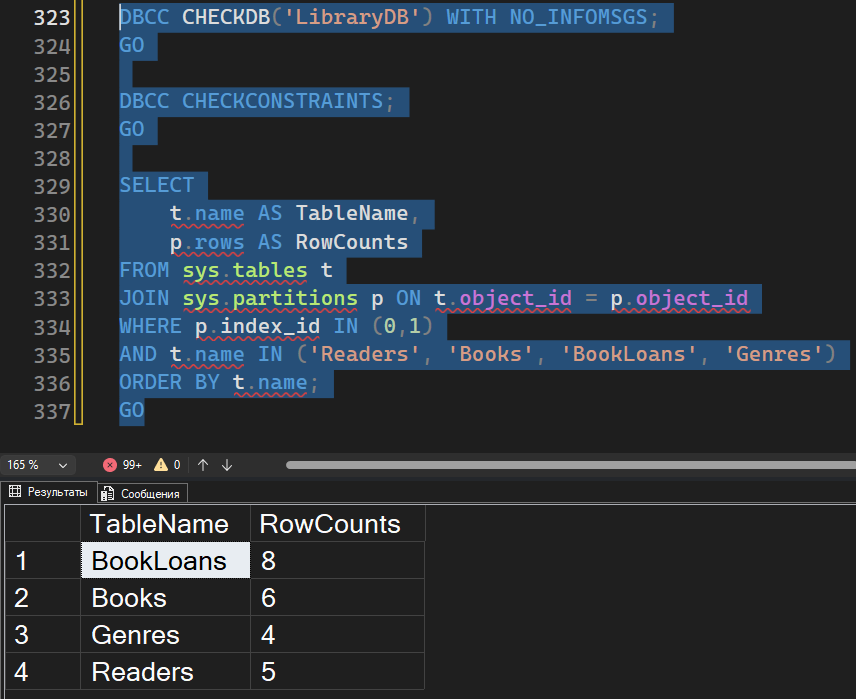 323 DBCC CHECKDB('LibraryDB') WITH NO_INFOMSGS;
324 GO
325
326 DBCC CHECKCONSTRAINTS;
327 GO
328
329 SELECT
330     t.name AS TableName,
331     p.rows AS RowCounts
332 FROM sys.tables t
333 JOIN sys.partitions p ON t.object_id = p.object_id
334 WHERE p.index_id IN (0,1)
335 AND t.name IN ('Readers', 'Books', 'BookLoans', 'Genres')
336 ORDER BY t.name;
337 GO
165 % 99+ 0
Результаты Сообщения
TableName RowCounts
1 BookLoans 8
2 Books 6
3 Genres 4
4 Readers 5